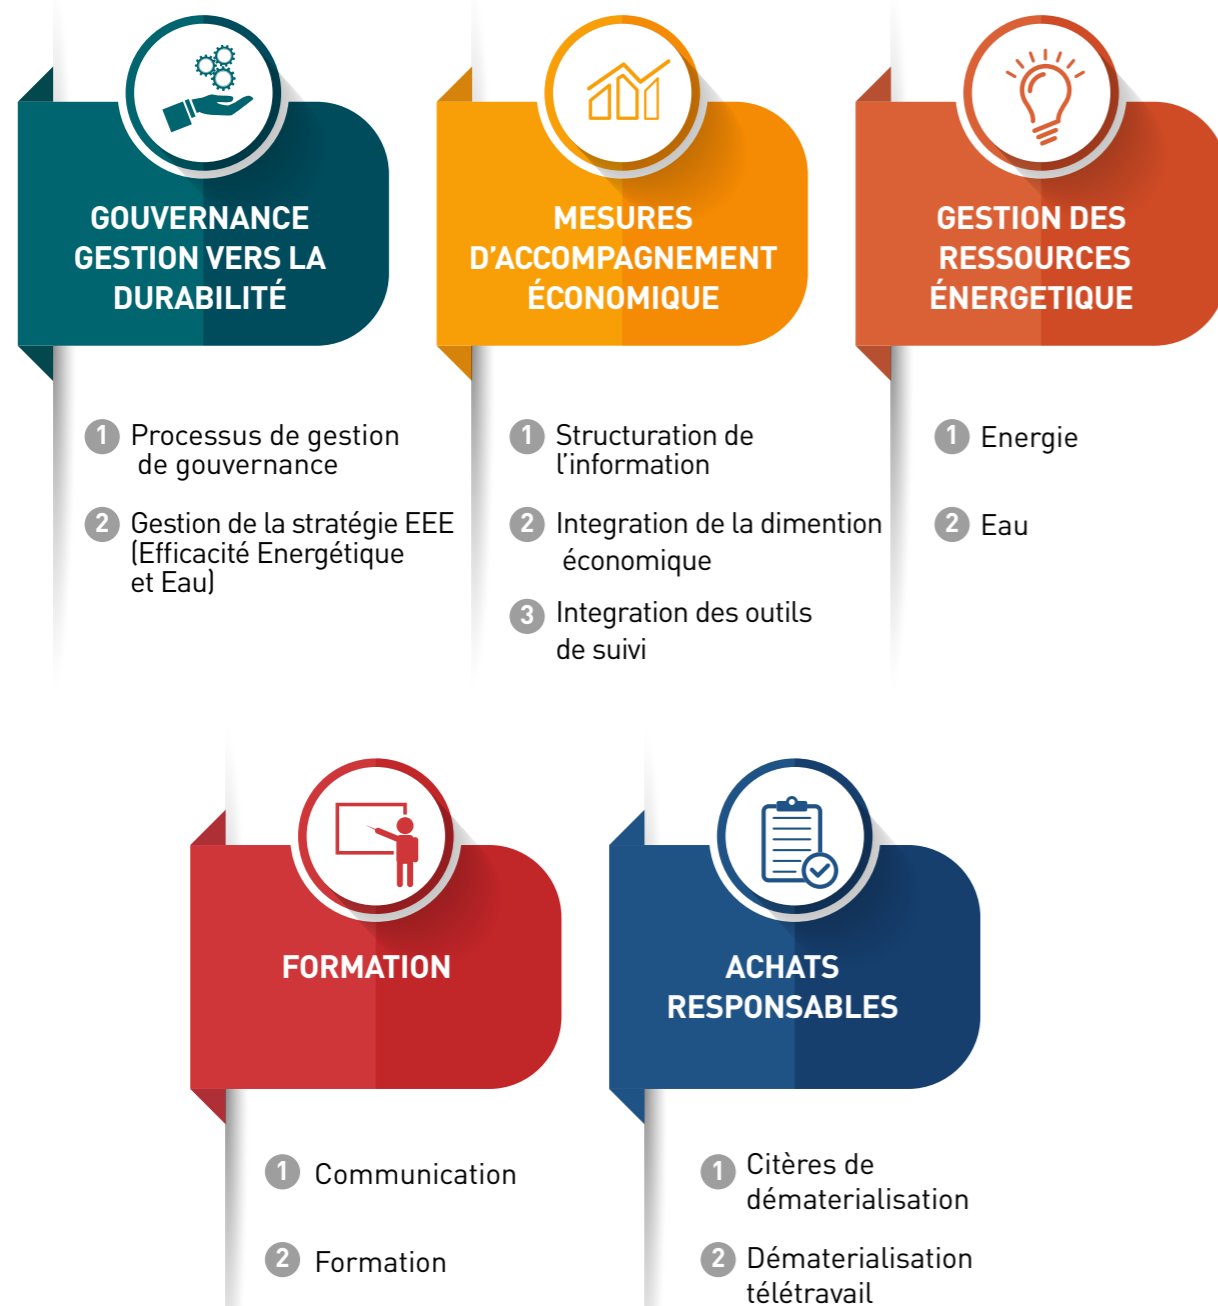 GOUVERNANCE
GESTION VERS LA
DURABILITÉ
1 Processus de gestion
de gouvernance
2 Gestion de la stratégie EEE
(Efficacité Energétique
et Eau)
MESURES
D’ACCOMPAGNEMENT
ÉCONOMIQUE
1 Structuration de
l’information
2 Integration de la dimention
économique
3 Integration des outils
de suivi
GESTION DES
RESSOURCES
ÉNERGETIQUE
1 Energie
2 Eau
FORMATION
1 Communication
2 Formation
ACHATS
RESPONSABLES
1 Citères de
dématerialisation
2 Dématerialisation
télétravail